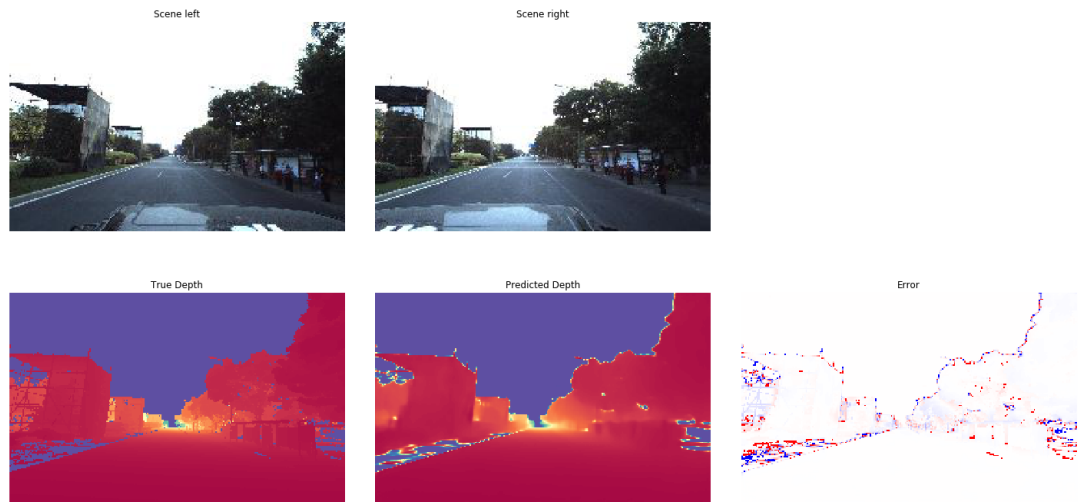 Scene left
Scene right
True Depth
Predicted Depth
Error